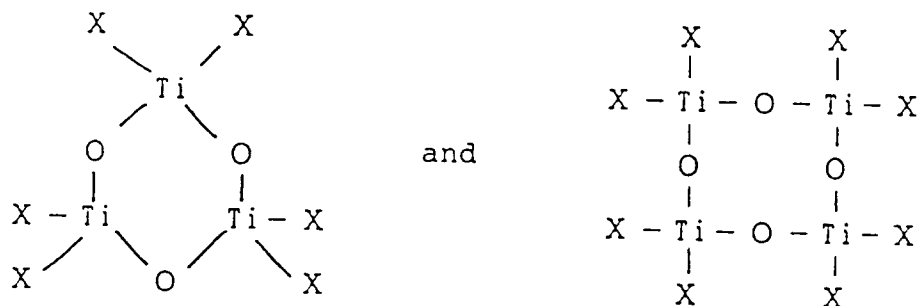 X X X X
Ti X - Ti - O - Ti - X
O O and O O
X - Ti Ti - X X - Ti - O - Ti - X
X O X X X